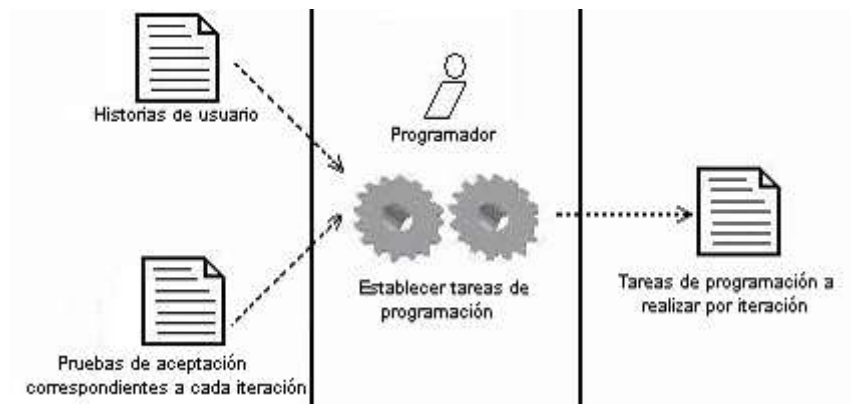 Historias de usuario
Programador
Establecer tareas de
programación
Tareas de programación a
realizar por iteración
Pruebas de aceptación
correspondientes a cada iteración